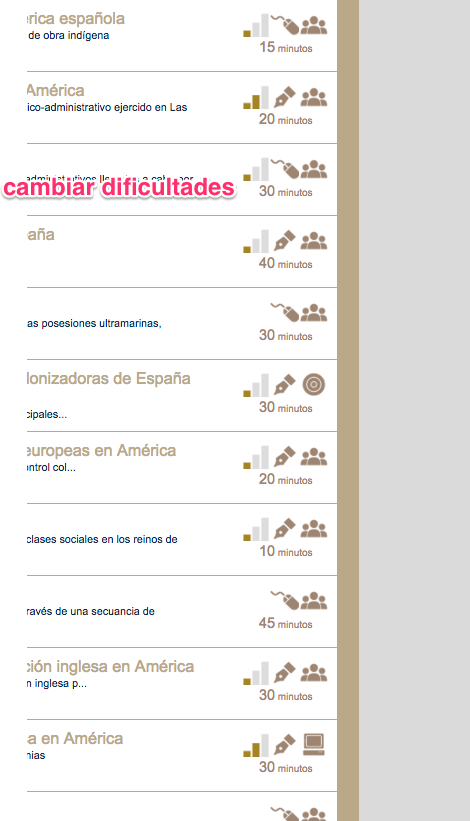 rica española
de obra indígena
15 minutos
América
ico-administrativo ejercido en Las
20 minutos
cambiar dificultades
30 minutos
aña
40 minutos
as posesiones ultramarinas,
30 minutos
lonizadoras de España
cipales...
30 minutos
europeas en América
ontrol col...
20 minutos
clases sociales en los reinos de
10 minutos
ravés de una secuancia de
45 minutos
ción inglesa en América
n inglesa p...
30 minutos
a en América
nias
30 minutos